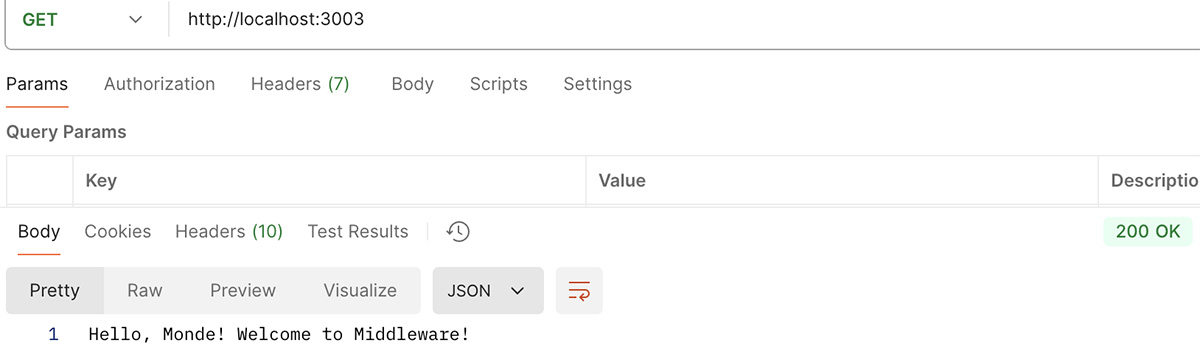 GET http://localhost:3003
Params Authorization Headers (7) Body Scripts Settings
Query Params
Key Value Descriptio
Body Cookies Headers (10) Test Results 200 OK
Pretty Raw Preview Visualize JSON
1 Hello, Monde! Welcome to Middleware!